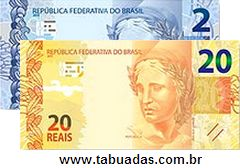 REPÚBLICA FEDERATIVA DO BRASIL
2
REPÚBLICA FEDERATIVA DO BRASIL
20
20
REAIS
www.tabuadas.com.br